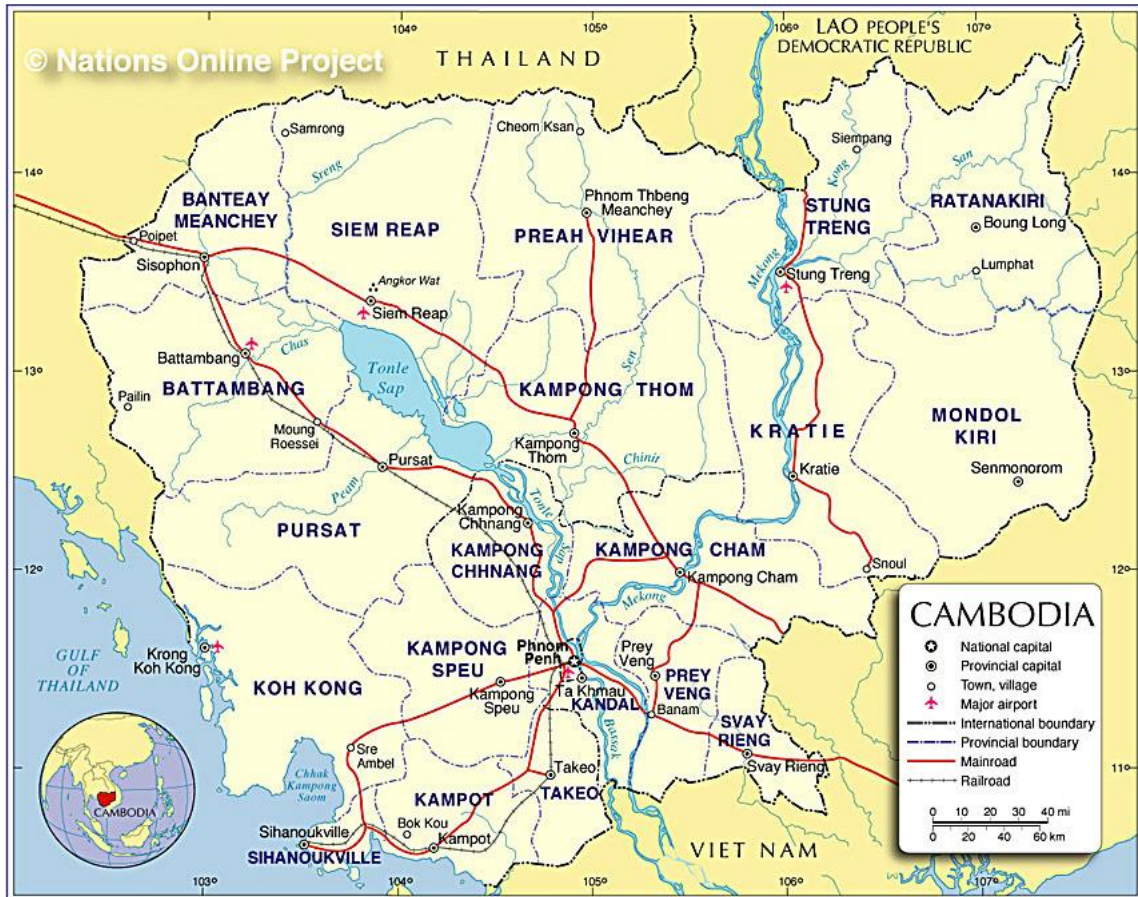 104° 105° 106° 107°
© Nations Online Project
THAILAND
LAO PEOPLE'S
DEMOCRATIC REPUBLIC
Samrong
Cheom Ksan
Siempang
Sreng
Kong
San
14°
14°
BANTEAY
MEANCHEY
SIEM REAP
Phnom Thbeng
Meanchey
PREAH VIHEAR
STUNG
TRENG
RATANAKIRI
Boung Long
Poipet
Sisophon
Angkor Wat
Siem Reap
Mekong
Stung Treng
Lumphat
Chas
Battambang
BATTAMBANG
Tonle
Sap
Sen
13°
13°
Pailin
KAMPONG THOM
Moung
Roessei
Kampong
Thom
KRATIE
MONDOL
KIRI
Pursat
Peam
Chinit
Kratie
Senmonorom
PURSAT
Kampong
Chhnang
Tonle
Sap
KAMPONG
CHHNANG
KAMPONG CHAM
Kampong Cham
Snoul
12°
12°
Mekong
GULF
OF
THAILAND
Krong
Koh Kong
KOH KONG
KAMPONG
SPEU
Kampong
Speu
Phnom
Penh
Ta Khmau
KANDAL
Prey
Veng
PREY
VENG
Banam
SVAY
RIENG
Svay Rieng
Bassak
Sre
Ambel
Chhak
Kampong
Saom
Takeo
TAKEO
KAMPOT
Bok Kou
Kampot
Sihanoukville
SIHANOUKVILLE
VIET NAM
11°
CAMBODIA
CAMBODIA
National capital
Provincial capital
Town, village
Major airport
International boundary
Provincial boundary
Mainroad
Railroad
0 10 20 30 40 mi
0 20 40 60 km
103° 104° 105° 106° 107°